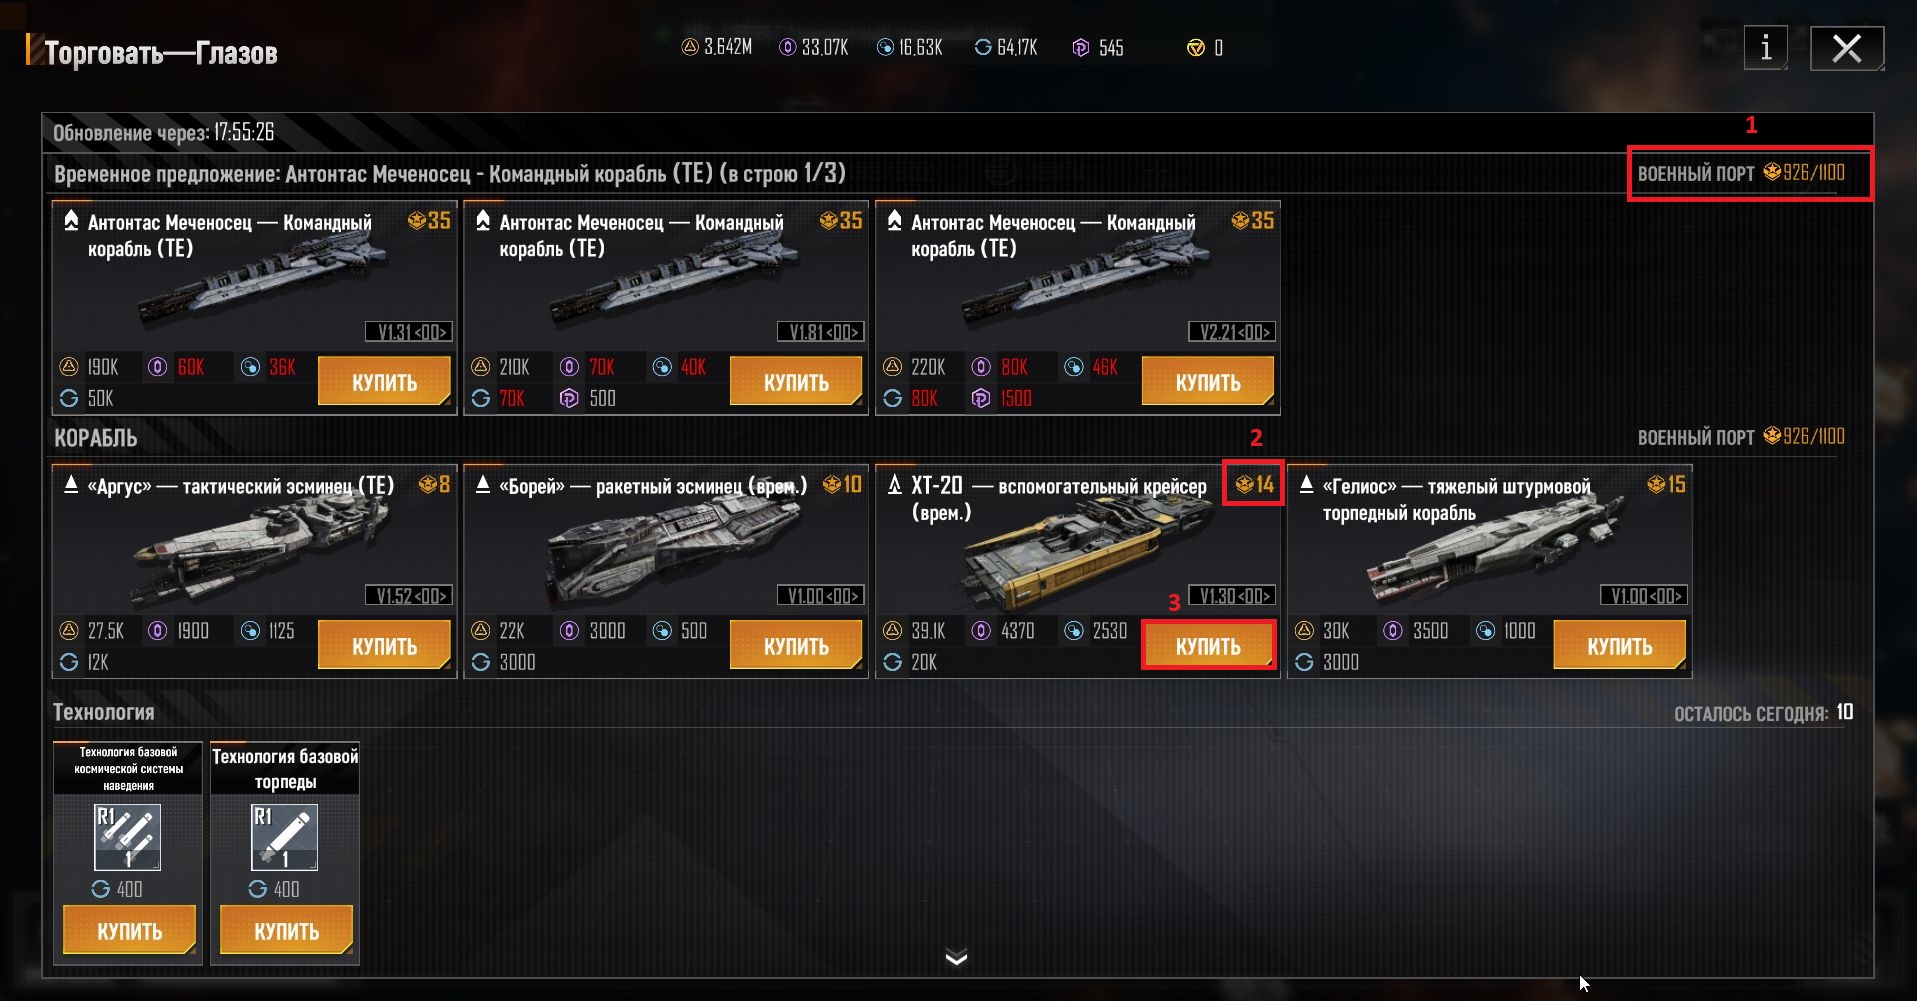 Торговать—Глазов
3,642M 33,07K 16,63K 64,17K 545 0
i
Обновление через: 17:55:26
1
Временное предложение: Антонтас Меченосец - Командный корабль (TE) (в строю 1/3)
ВОЕННЫЙ ПОРТ 926/1100
Антонтас Меченосец — Командный
корабль (TE)
35
V1.31<00>
190K 60K 36K
50K
КУПИТЬ
Антонтас Меченосец — Командный
корабль (TE)
35
V1.81<00>
210K 70K 40K
70K 500
КУПИТЬ
Антонтас Меченосец — Командный
корабль (TE)
35
V2.21<00>
220K 80K 46K
80K 1500
КУПИТЬ
КОРАБЛЬ
2
ВОЕННЫЙ ПОРТ 926/1100
«Аргус» — тактический эсминец (TE)
8
V1.52<00>
27.5K 1900 1125
12K
КУПИТЬ
«Борей» — ракетный эсминец (врем.)
10
V1.00<00>
22K 3000 500
3000
КУПИТЬ
XT-20 — вспомогательный крейсер
(врем.)
14
3
V1.30<00>
39.1K 4370 2530
20K
КУПИТЬ
«Гелиос» — тяжелый штурмовой
торпедный корабль
15
V1.00<00>
30K 3500 1000
3000
КУПИТЬ
Технология
ОСТАЛОСЬ СЕГОДНЯ: 10
Технология базовой
космической системы
наведения
R1
1
400
КУПИТЬ
Технология базовой
торпеды
R1
1
400
КУПИТЬ